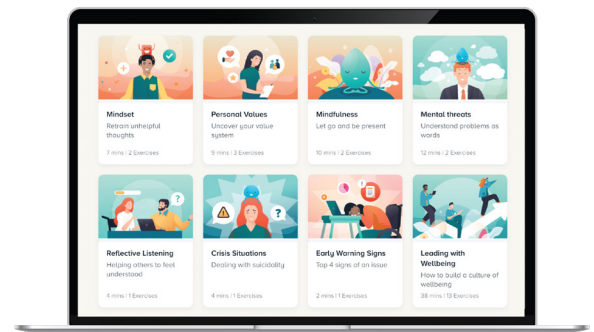 Mindset
Retrain unhelpful
thoughts
7 mins | 2 Exercises
Personal Values
Uncover your value
system
9 mins | 3 Exercises
Mindfulness
Let go and be present
10 mins | 2 Exercises
Mental threats
Understand problems as
words
12 mins | 2 Exercises
Reflective Listening
Helping others to feel
understood
4 mins | 1 Exercises
Crisis Situations
Dealing with suicidality
4 mins | 1 Exercises
Early Warning Signs
Top 4 signs of an issue
2 mins | 1 Exercises
Leading with
Wellbeing
How to build a culture of
wellbeing
38 mins | 13 Exercises